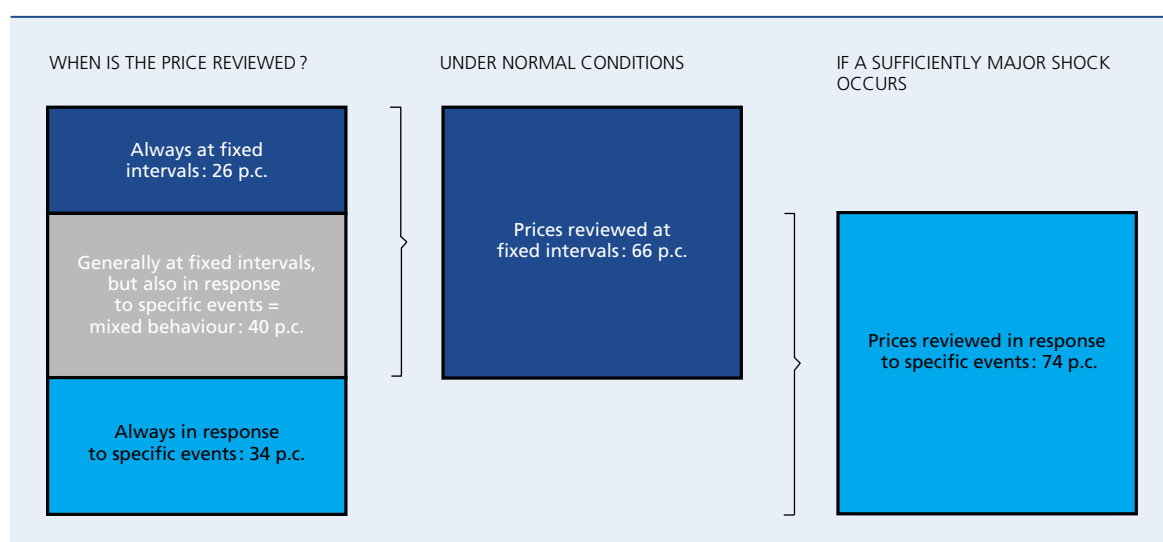 WHEN IS THE PRICE REVIEWED ?
UNDER NORMAL CONDITIONS
IF A SUFFICIENTLY MAJOR SHOCK
OCCURS
Always at fixed
intervals : 26 p.c.
Generally at fixed intervals,
but also in response
to specific events =
mixed behaviour : 40 p.c.
Always in response
to specific events : 34 p.c.
Prices reviewed at
fixed intervals : 66 p.c.
Prices reviewed in response
to specific events : 74 p.c.